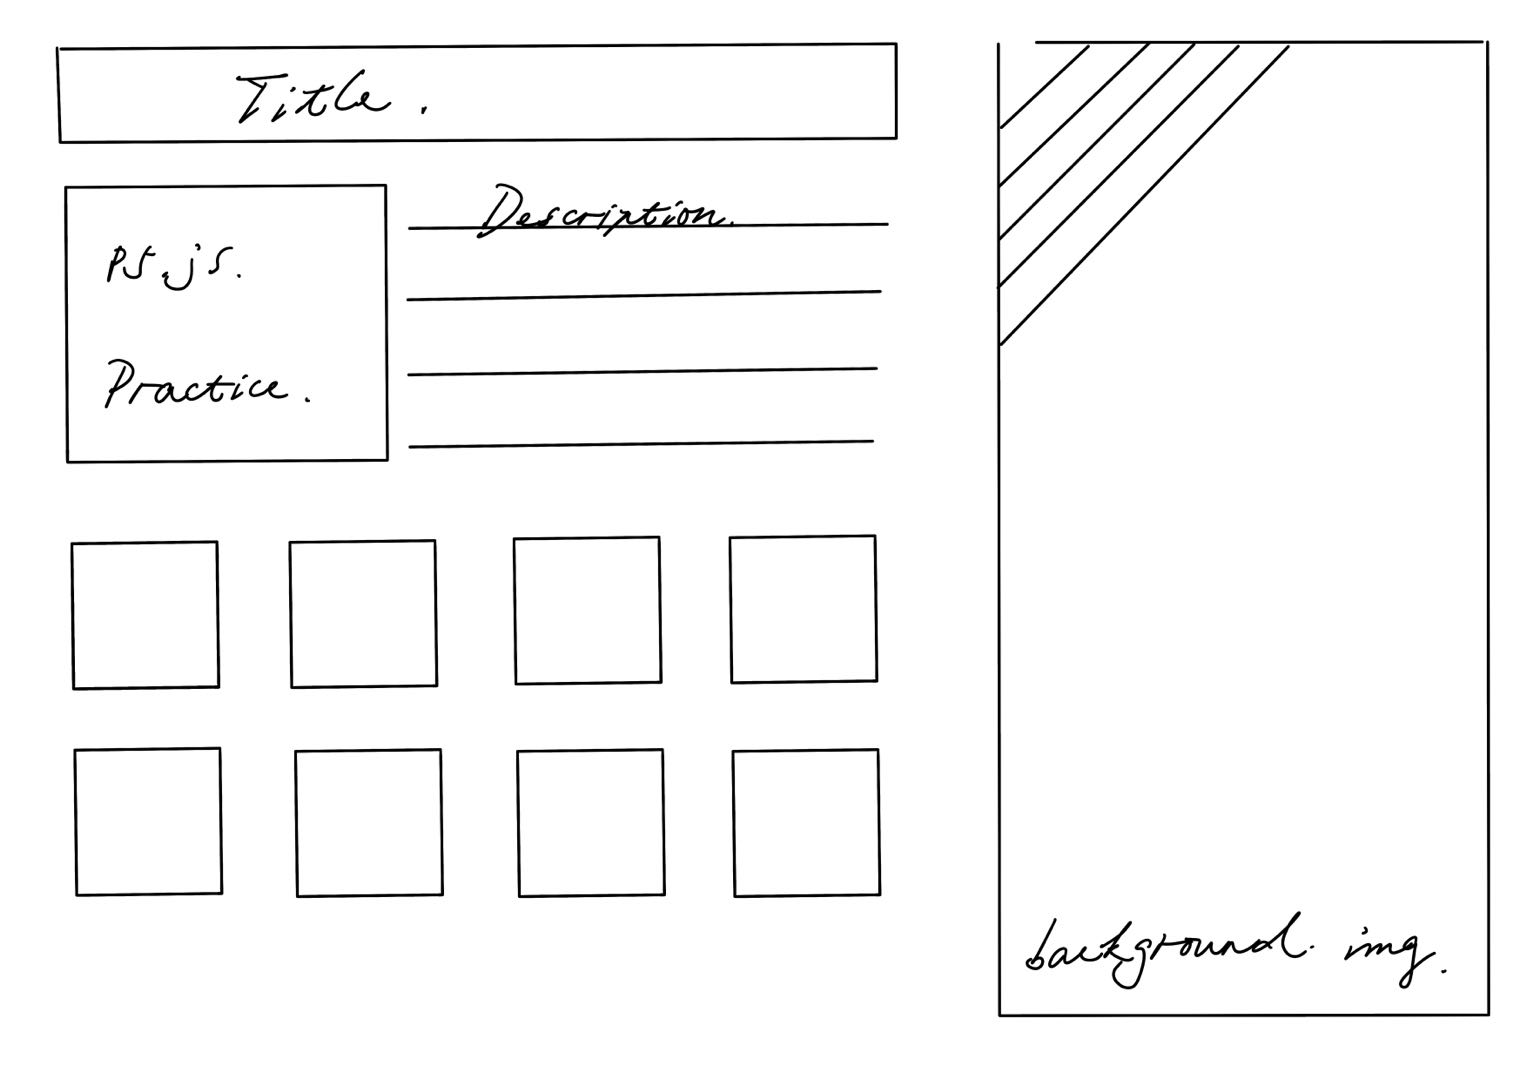 Title.
Description.
P5.js.
Practice.
background. img.